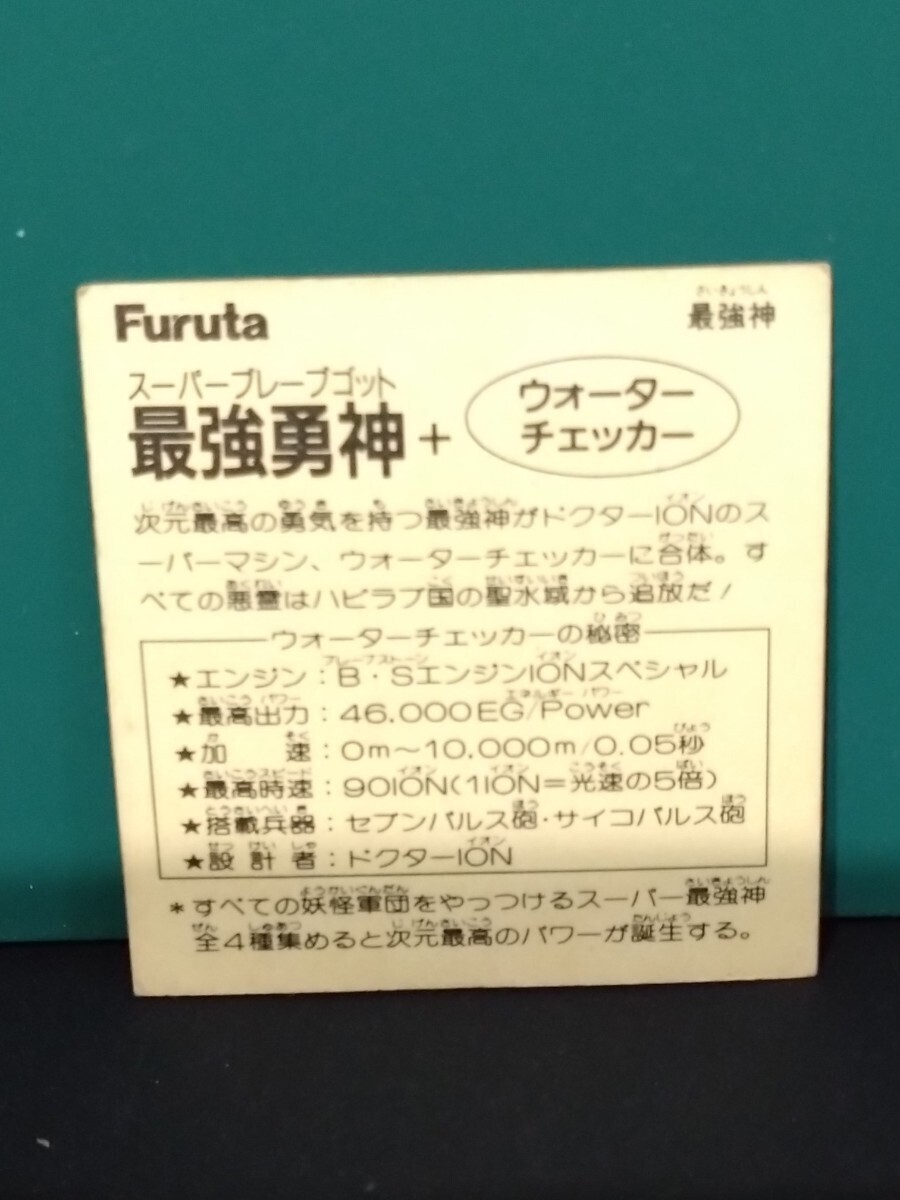 Furuta
最強神
さいきょうしん
スーパーブレーブゴット
最強勇神+
ウォーター
チェッカー
次元最高の勇気を持つ最強神がドクターIONのス
ーパーマシン、ウォーターチェッカーに合体。す
べての悪霊はハピラブ国の聖水域から追放だ!
ウォーターチェッカーの秘密
★エンジン:B・SエンジンIONスペシャル
★最高出力:46.000EG/Power
★加速:0m〜10.000m/0.05秒
★最高時速:90ION(1ION=光速の5倍)
★搭載兵器:セブンパルス砲・サイコパルス砲
★設計者:ドクターION
*すべての妖怪軍団をやっつけるスーパー最強神
全4種集めると次元最高のパワーが誕生する。